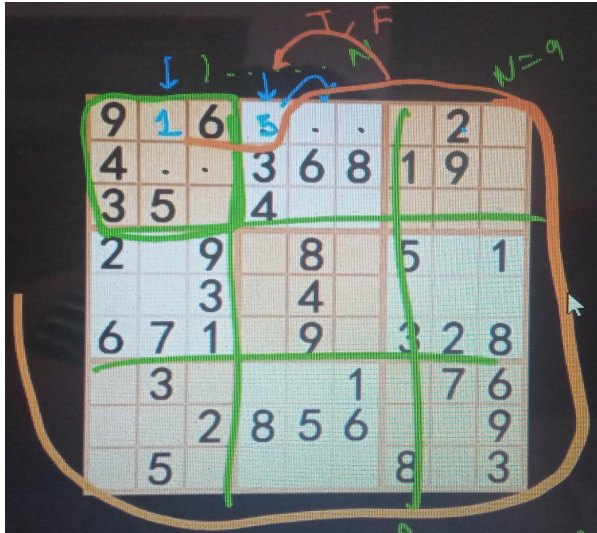 T, F
1 . . . . . N
N=9
9 1 6 5 . . 2
4 . . 3 6 8 1 9
3 5 4
2 9 8 5 1
3 4
6 7 1 9 3 2 8
3 1 7 6
2 8 5 6 9
5 8 3